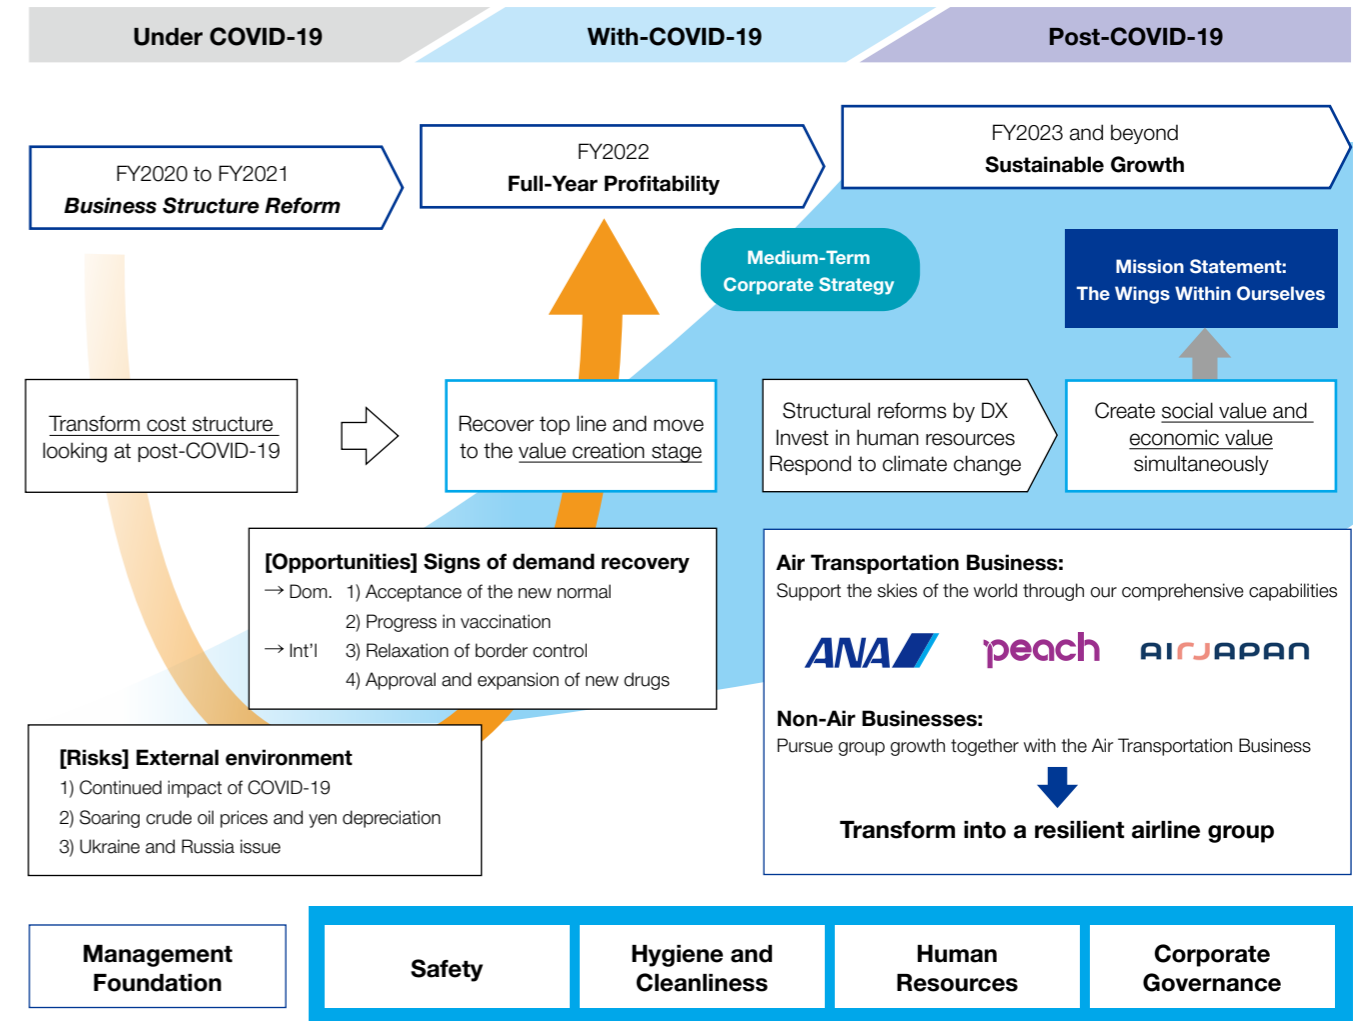 Under COVID-19
With-COVID-19
Post-COVID-19
FY2020 to FY2021
Business Structure Reform
FY2022
Full-Year Profitability
FY2023 and beyond
Sustainable Growth
Medium-Term
Corporate Strategy
Mission Statement:
The Wings Within Ourselves
Transform cost structure
looking at post-COVID-19
Recover top line and move
to the value creation stage
Structural reforms by DX
Invest in human resources
Respond to climate change
Create social value and
economic value
simultaneously
[Opportunities] Signs of demand recovery
→ Dom. 1) Acceptance of the new normal
2) Progress in vaccination
→ Int'l 3) Relaxation of border control
4) Approval and expansion of new drugs
[Risks] External environment
1) Continued impact of COVID-19
2) Soaring crude oil prices and yen depreciation
3) Ukraine and Russia issue
Air Transportation Business:
Support the skies of the world through our comprehensive capabilities
ANA
peach
AIRJAPAN
Non-Air Businesses:
Pursue group growth together with the Air Transportation Business
Transform into a resilient airline group
Management
Foundation
Safety
Hygiene and
Cleanliness
Human
Resources
Corporate
Governance